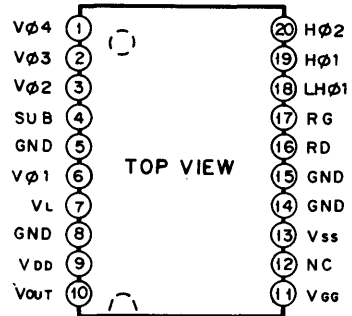 Vø4 1 20 Hø2
Vø3 2 19 Hø1
Vø2 3 18 LHø1
SUB 4 17 RG
GND 5 16 RD
TOP VIEW
Vø1 6 15 GND
VL 7 14 GND
GND 8 13 Vss
VDD 9 12 NC
VOUT 10 11 VGG